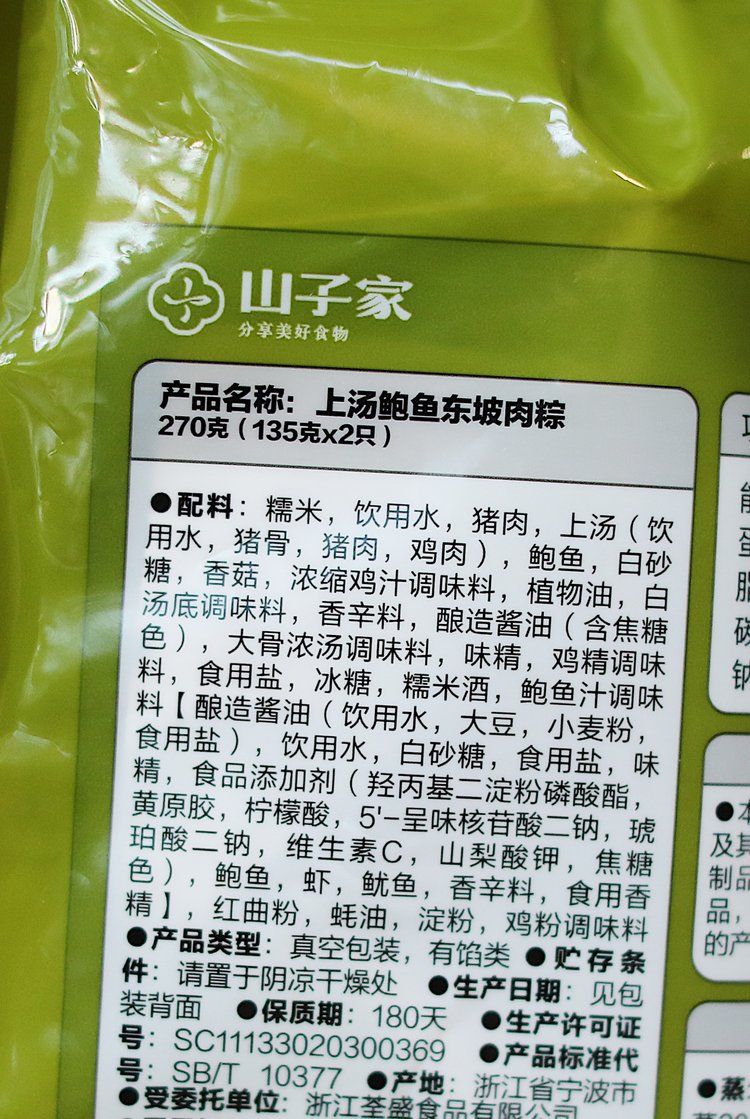 山子家
分享美好食物
产品名称：上汤鲍鱼东坡肉粽
270克（135克x2只）
●配料：糯米，饮用水，猪肉，上汤（饮
用水，猪骨，猪肉，鸡肉），鲍鱼，白砂
糖，香菇，浓缩鸡汁调味料，植物油，白
汤底调味料，香辛料，酿造酱油（含焦糖
色），大骨浓汤调味料，味精，鸡精调味
料，食用盐，冰糖，糯米酒，鲍鱼汁调味
料【酿造酱油（饮用水，大豆，小麦粉，
食用盐），饮用水，白砂糖，食用盐，味
精，食品添加剂（羟丙基二淀粉磷酸酯，
黄原胶，柠檬酸，5'-呈味核苷酸二钠，琥
珀酸二钠，维生素C，山梨酸钾，焦糖
色），鲍鱼，虾，鱿鱼，香辛料，食用香
精】，红曲粉，蚝油，淀粉，鸡粉调味料
●产品类型：真空包装，有馅类 ●贮存条
件：请置于阴凉干燥处 ●生产日期：见包
装背面 ●保质期：180天 ●生产许可证
号：SC11133020300369 ●产品标准代
号：SB/T 10377 ●产地：浙江省宁波市
●受委托单位：浙江荃盛食品有限公司
能
蛋
脂
碳
钠
●本
及其
制品
品，
的产
●蒸